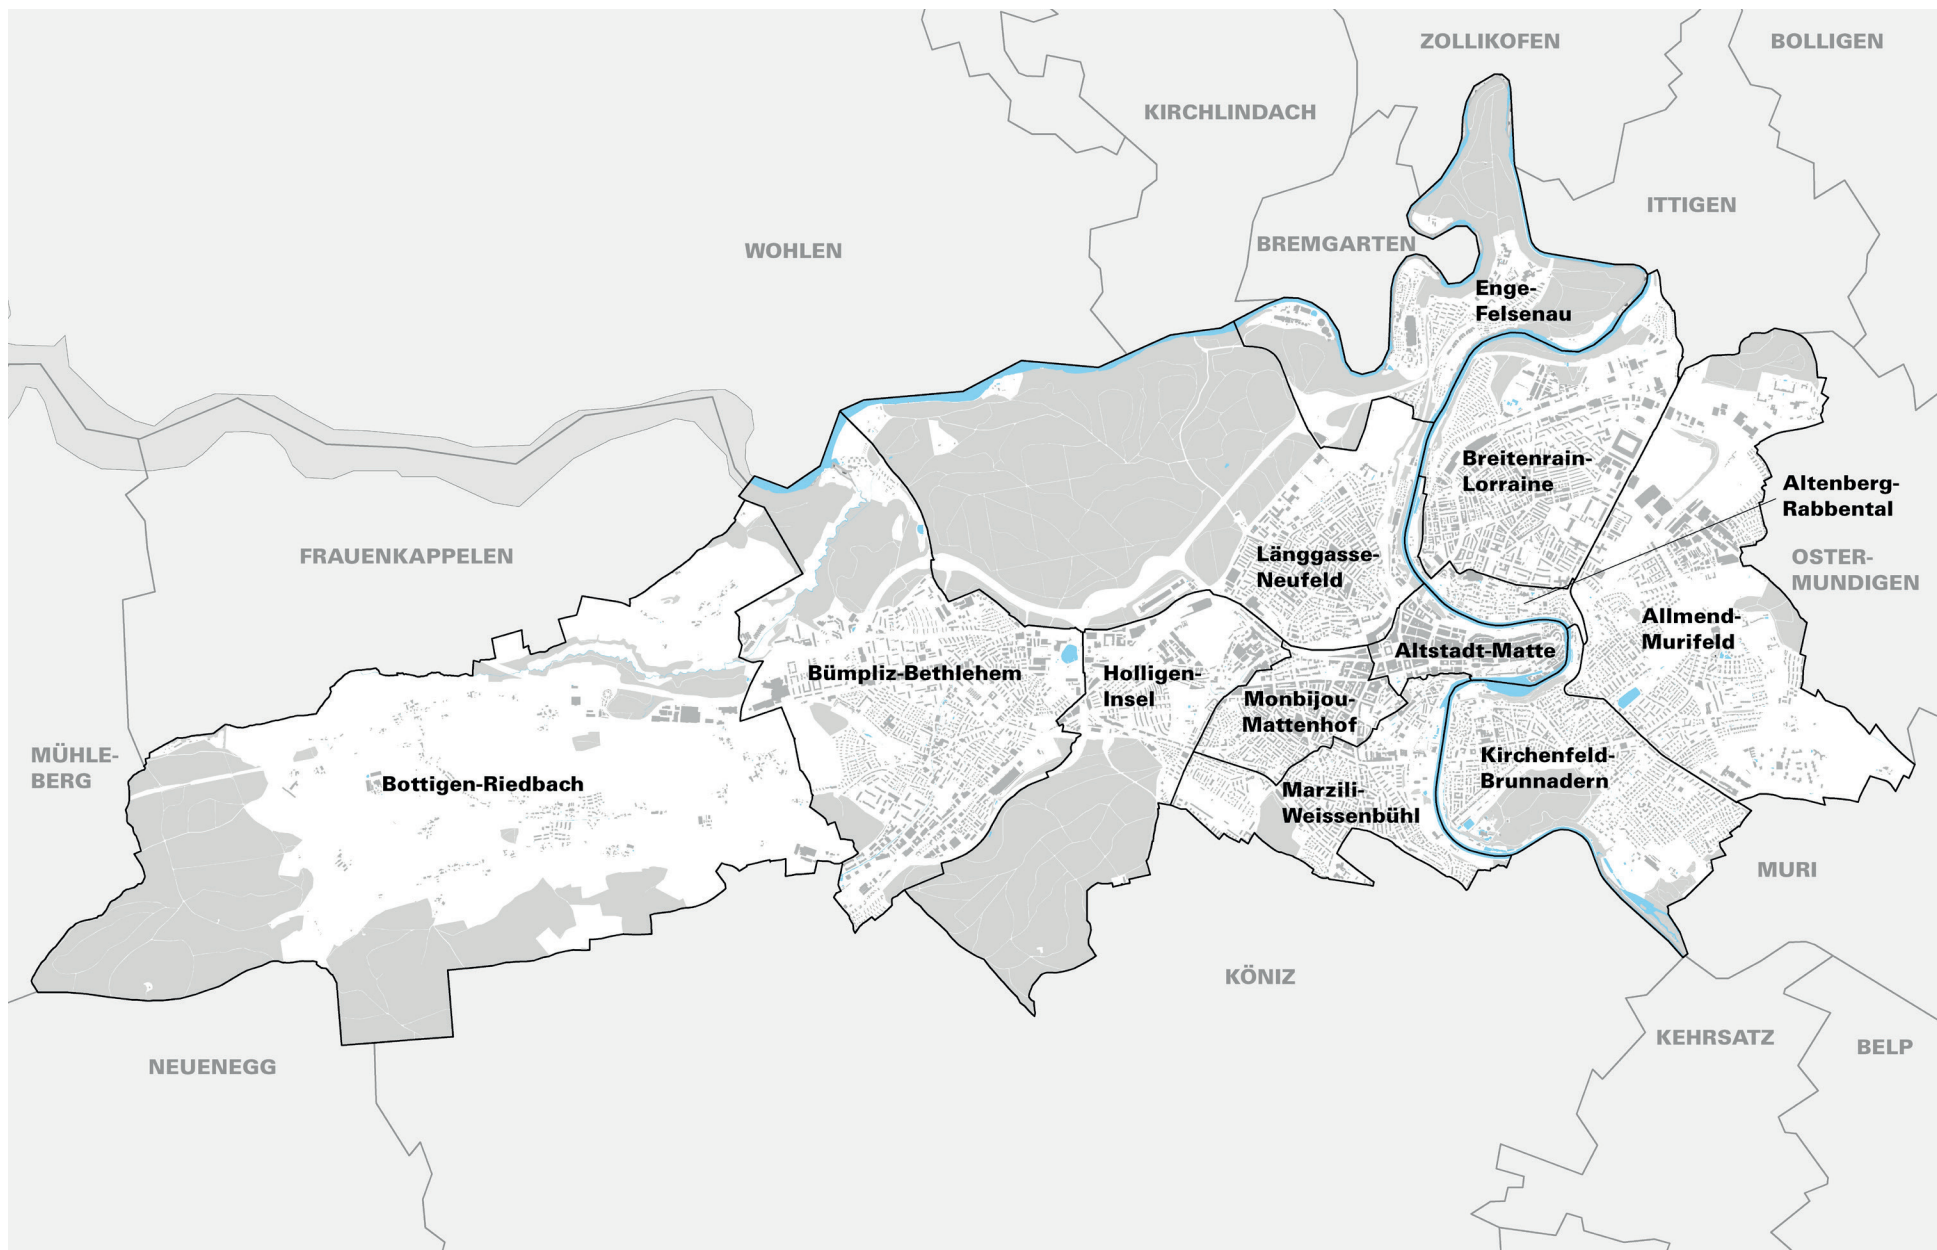 ZOLLIKOFEN
BOLLIGEN
KIRCHLINDACH
ITTIGEN
WOHLEN
BREMGARTEN
Enge-
Felsenau
Breitenrain-
Lorraine
Altenberg-
Rabbental
FRAUENKAPPELEN
Länggasse-
Neufeld
OSTER-
MUNDIGEN
Allmend-
Murifeld
Altstadt-Matte
Bümpliz-Bethlehem
Holligen-
Insel
Monbijou-
Mattenhof
MÜHLE-
BERG
Bottigen-Riedbach
Kirchenfeld-
Brunnadern
Marzili-
Weissenbühl
MURI
KÖNIZ
NEUENEGG
KEHRSATZ
BELP